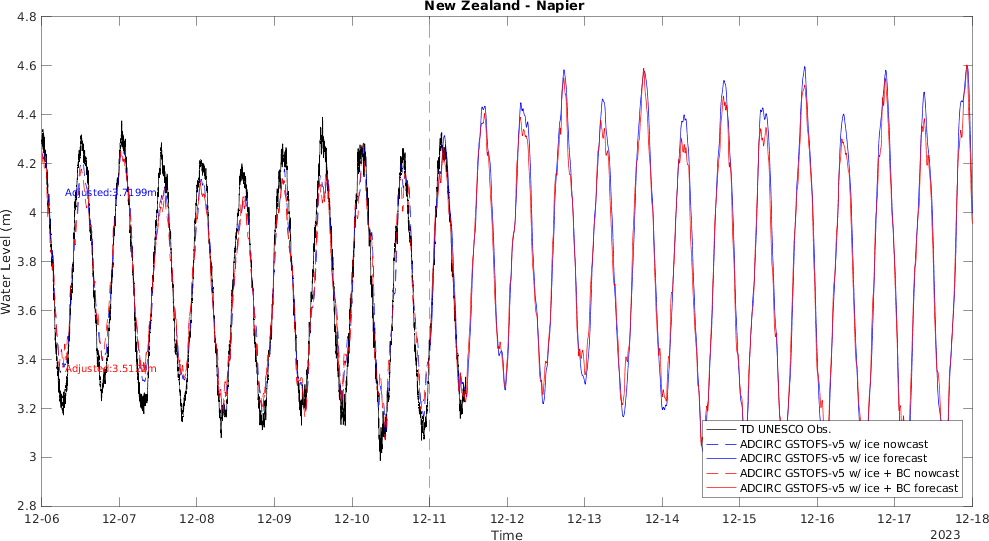 New Zealand - Napier
4.8
4.6
4.4
4.2
4
3.8
3.6
3.4
3.2
3
2.8
Water Level (m)
Adjusted:3.7199m
TD UNESCO Obs.
ADCIRC GSTOFS-v5 w/ ice nowcast
ADCIRC GSTOFS-v5 w/ ice forecast
ADCIRC GSTOFS-v5 w/ ice + BC nowcast
ADCIRC GSTOFS-v5 w/ ice + BC forecast
12-06 12-07 12-08 12-09 12-10 12-11 12-12 12-13 12-14 12-15 12-16 12-17 12-18
Time
2023